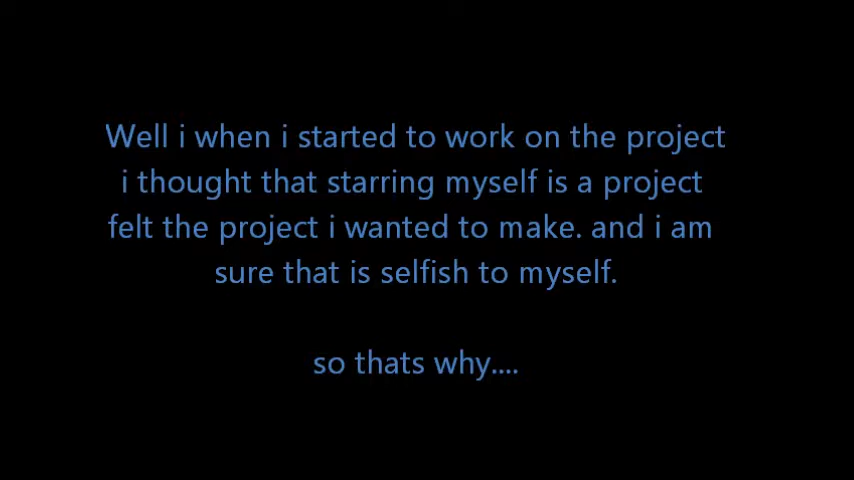 Well i when i started to work on the project
i thought that starring myself is a project
felt the project i wanted to make. and i am
sure that is selfish to myself.
so thats why....